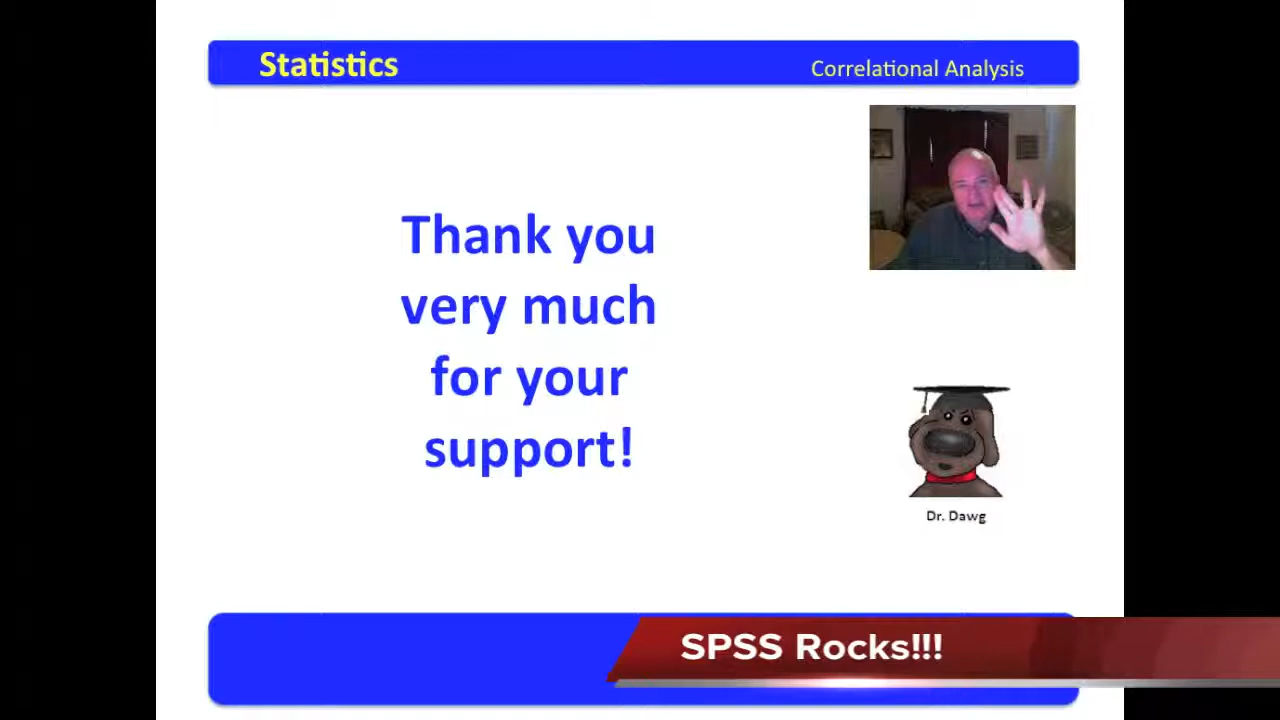 Statistics
Correlational Analysis
Thank you
very much
for your
support!
Dr. Dawg
SPSS Rocks!!!